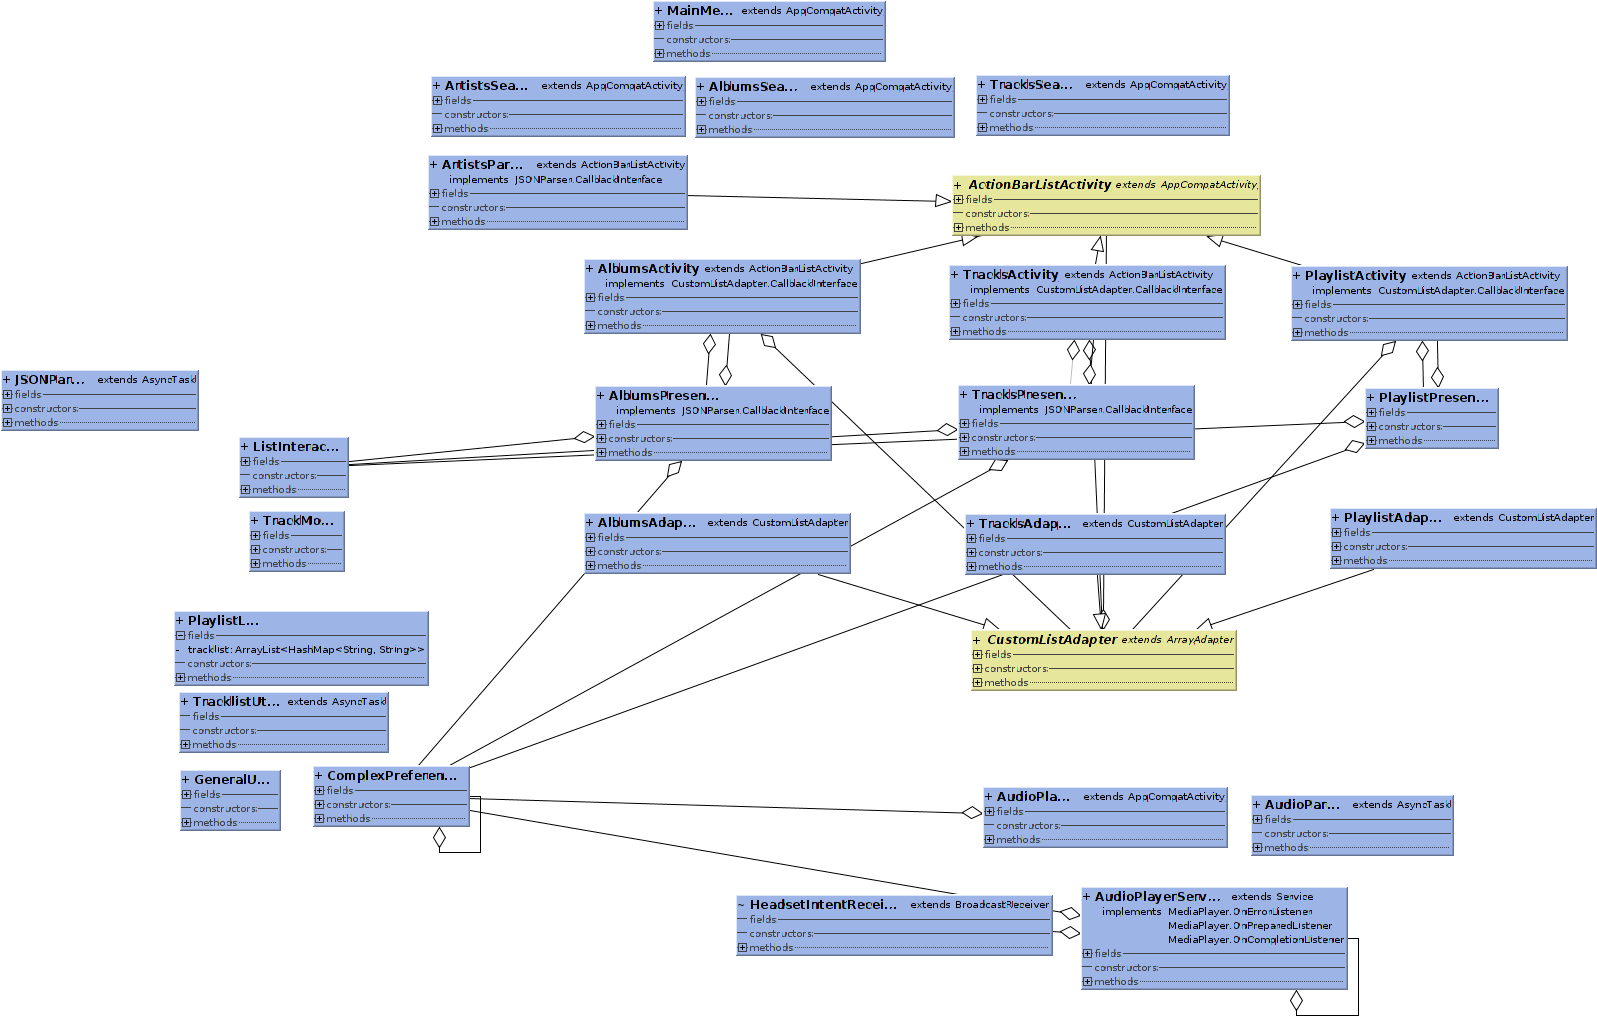 + MainMe... extends AppCompatActivity
fields
constructors
methods
+ ArtistsSea... extends AppCompatActivity
fields
constructors
methods
+ AlbumsSea... extends AppCompatActivity
fields
constructors
methods
+ TracksSea... extends AppCompatActivity
fields
constructors
methods
+ ArtistsPar... extends ActionBarListActivity
implements JSONParser.CallbackInterface
fields
constructors
methods
+ ActionBarListActivity extends AppCompatActivity
fields
constructors
methods
+ AlbumsActivity extends ActionBarListActivity
implements CustomListAdapter.CallbackInterface
fields
constructors
methods
+ TracksActivity extends ActionBarListActivity
implements CustomListAdapter.CallbackInterface
fields
constructors
methods
+ PlaylistActivity extends ActionBarListActivity
implements CustomListAdapter.CallbackInterface
fields
constructors
methods
+ JSONPar... extends AsyncTask
fields
constructors
methods
+ AlbumsPresen...
implements JSONParser.CallbackInterface
fields
constructors
methods
+ TracksPresen...
implements JSONParser.CallbackInterface
fields
constructors
methods
+ PlaylistPresen...
fields
constructors
methods
+ ListInterac...
fields
constructors
methods
+ TrackMo...
fields
constructors
methods
+ AlbumsAdap... extends CustomListAdapter
fields
constructors
methods
+ TracksAdap... extends CustomListAdapter
fields
constructors
methods
+ PlaylistAdap... extends CustomListAdapter
fields
constructors
methods
+ PlaylistL...
fields
- tracklist: ArrayList<HashMap<String, String>>
constructors
methods
+ CustomListAdapter extends ArrayAdapter
fields
constructors
methods
+ TracklistUt... extends AsyncTask
fields
constructors
methods
+ GeneralU...
fields
constructors
methods
+ ComplexPreferen...
fields
constructors
methods
+ AudioPla... extends AppCompatActivity
fields
constructors
methods
+ AudioPar... extends AsyncTask
fields
constructors
methods
~ HeadsetIntentRecei... extends BroadcastReceiver
fields
constructors
methods
+ AudioPlayerServ... extends Service
implements MediaPlayer.OnErrorListener
MediaPlayer.OnPreparedListener
MediaPlayer.OnCompletionListener
fields
constructors
methods